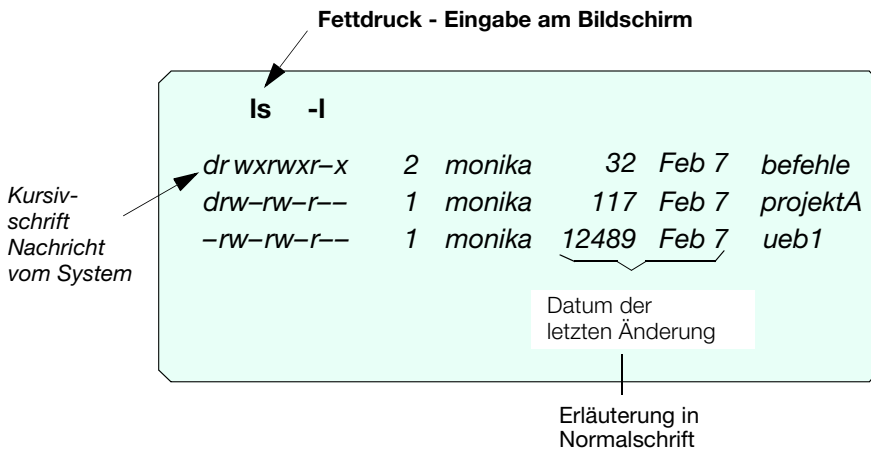 Fettdruck - Eingabe am Bildschirm
ls -l
drwxrwxr–x 2 monika 32 Feb 7 befehle
drw–rw–r–– 1 monika 117 Feb 7 projektA
–rw–rw–r–– 1 monika 12489 Feb 7 ueb1
Kursiv-
schrift
Nachricht
vom System
Datum der
letzten Änderung
Erläuterung in
Normalschrift